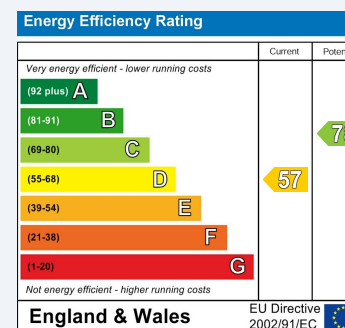 Energy Efficiency Rating
Current
Very energy efficient - lower running costs
(92 plus) A
(81-91) B
(69-80) C
(55-68) D
57
(39-54) E
(21-38) F
(1-20) G
Not energy efficient - higher running costs
England & Wales
EU Directive
2002/91/EC